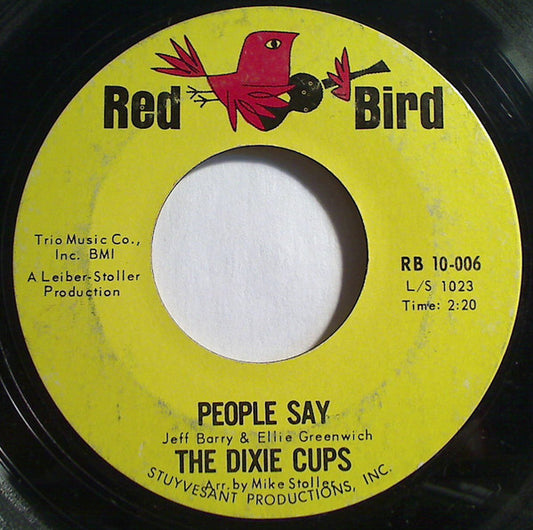 Red Bird
Trio Music Co.,
Inc. BMI
A Leiber-Stoller
Production
RB 10-006
L/S 1023
Time: 2:20
PEOPLE SAY
Jeff Barry & Ellie Greenwich
THE DIXIE CUPS
Arr. by Mike Stoller
STUYVESANT PRODUCTIONS, INC.